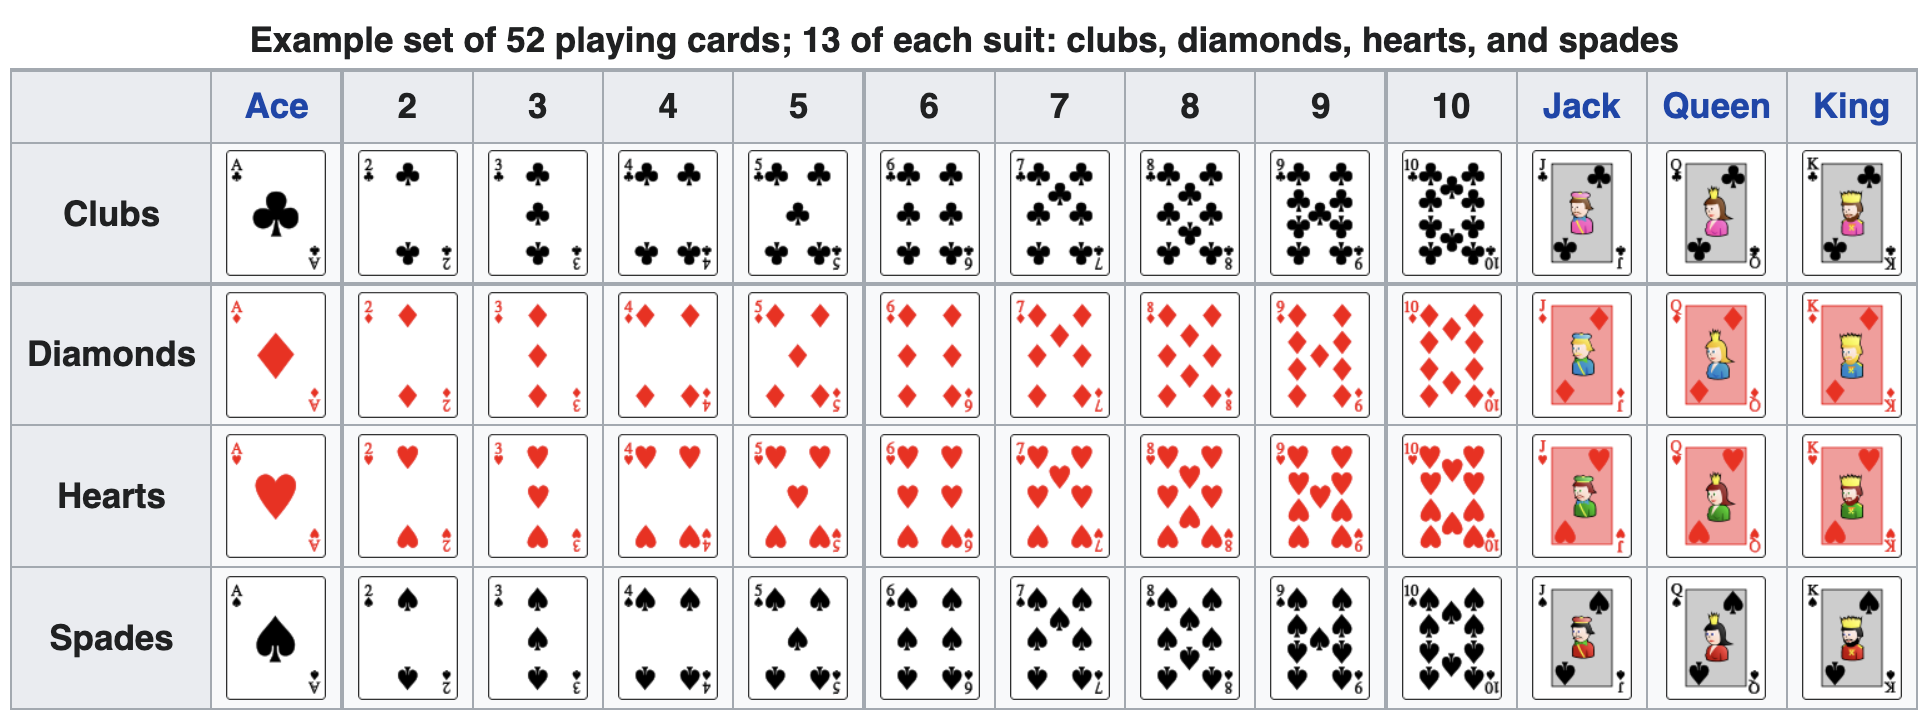 Example set of 52 playing cards; 13 of each suit: clubs, diamonds, hearts, and spades
Ace 2 3 4 5 6 7 8 9 10 Jack Queen King
Clubs
A A 2 2 3 3 4 4 5 5 6 6 7 7 8 8 9 9 10 10 J J Q Q K K
Diamonds
A A 2 2 3 3 4 4 5 5 6 6 7 7 8 8 9 9 10 10 J J Q Q K K
Hearts
A A 2 2 3 3 4 4 5 5 6 6 7 7 8 8 9 9 10 10 J J Q Q K K
Spades
A A 2 2 3 3 4 4 5 5 6 6 7 7 8 8 9 9 10 10 J J Q Q K K